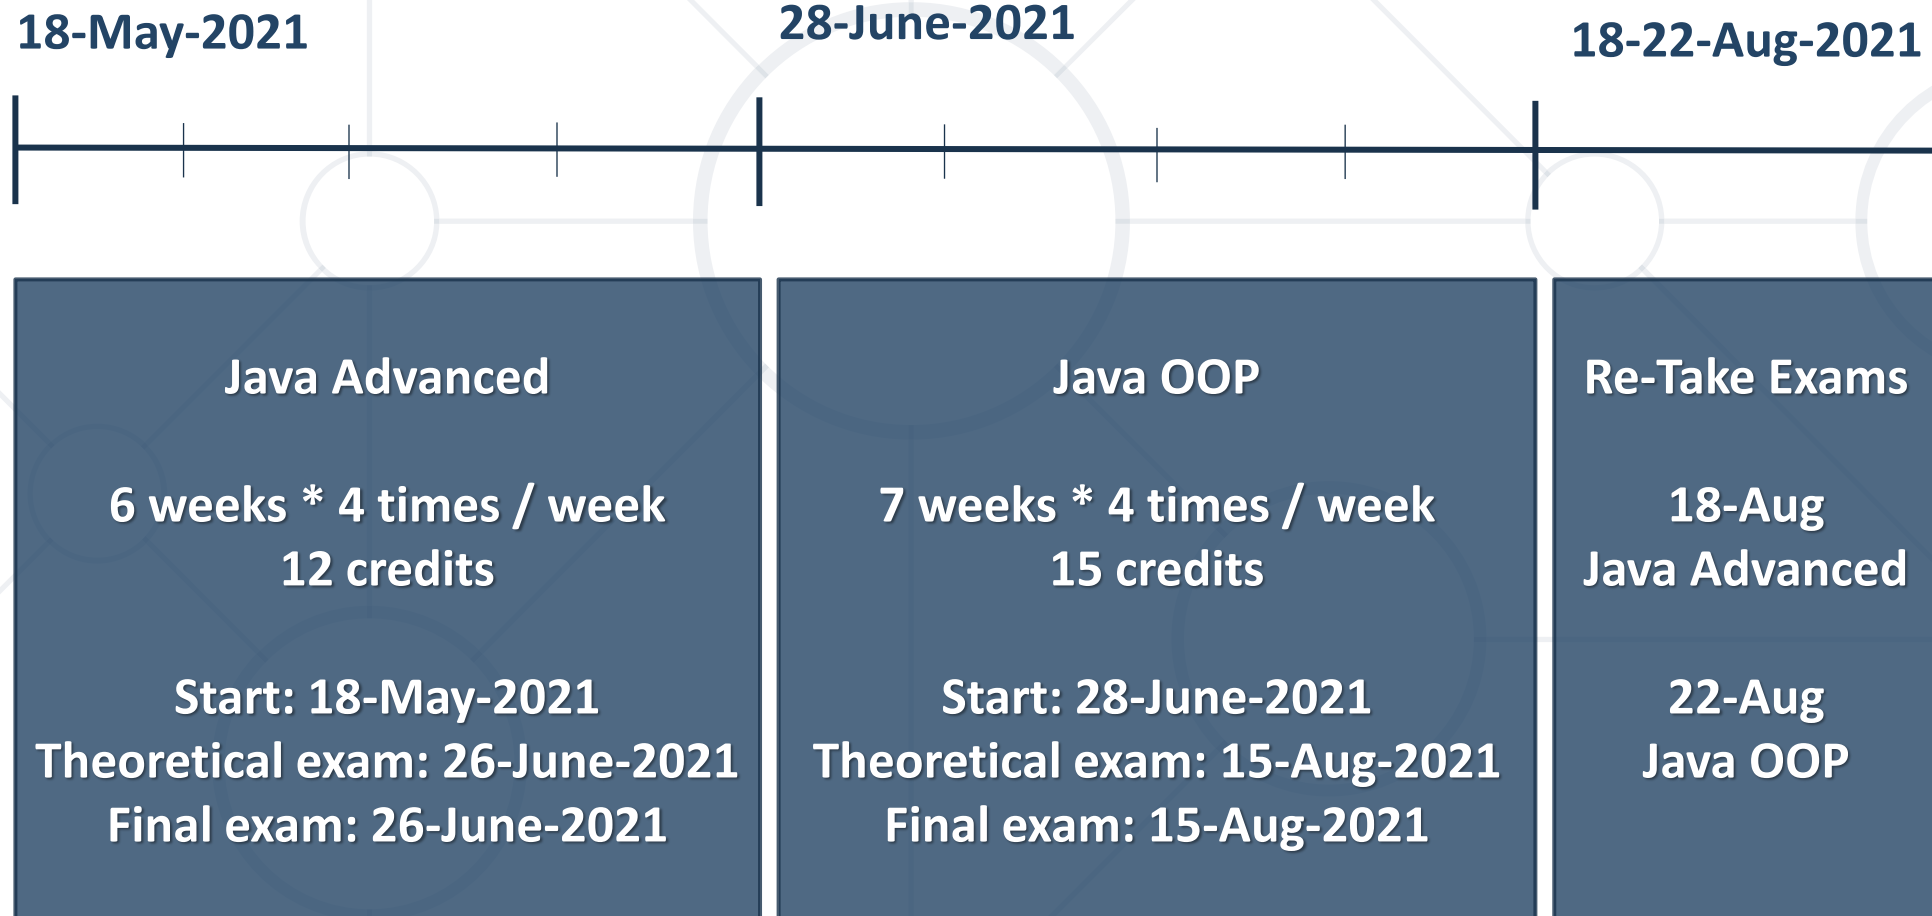 18-May-2021
28-June-2021
18-22-Aug-2021
Java Advanced
6 weeks * 4 times / week
12 credits
Start: 18-May-2021
Theoretical exam: 26-June-2021
Final exam: 26-June-2021
Java OOP
7 weeks * 4 times / week
15 credits
Start: 28-June-2021
Theoretical exam: 15-Aug-2021
Final exam: 15-Aug-2021
Re-Take Exams
18-Aug
Java Advanced
22-Aug
Java OOP